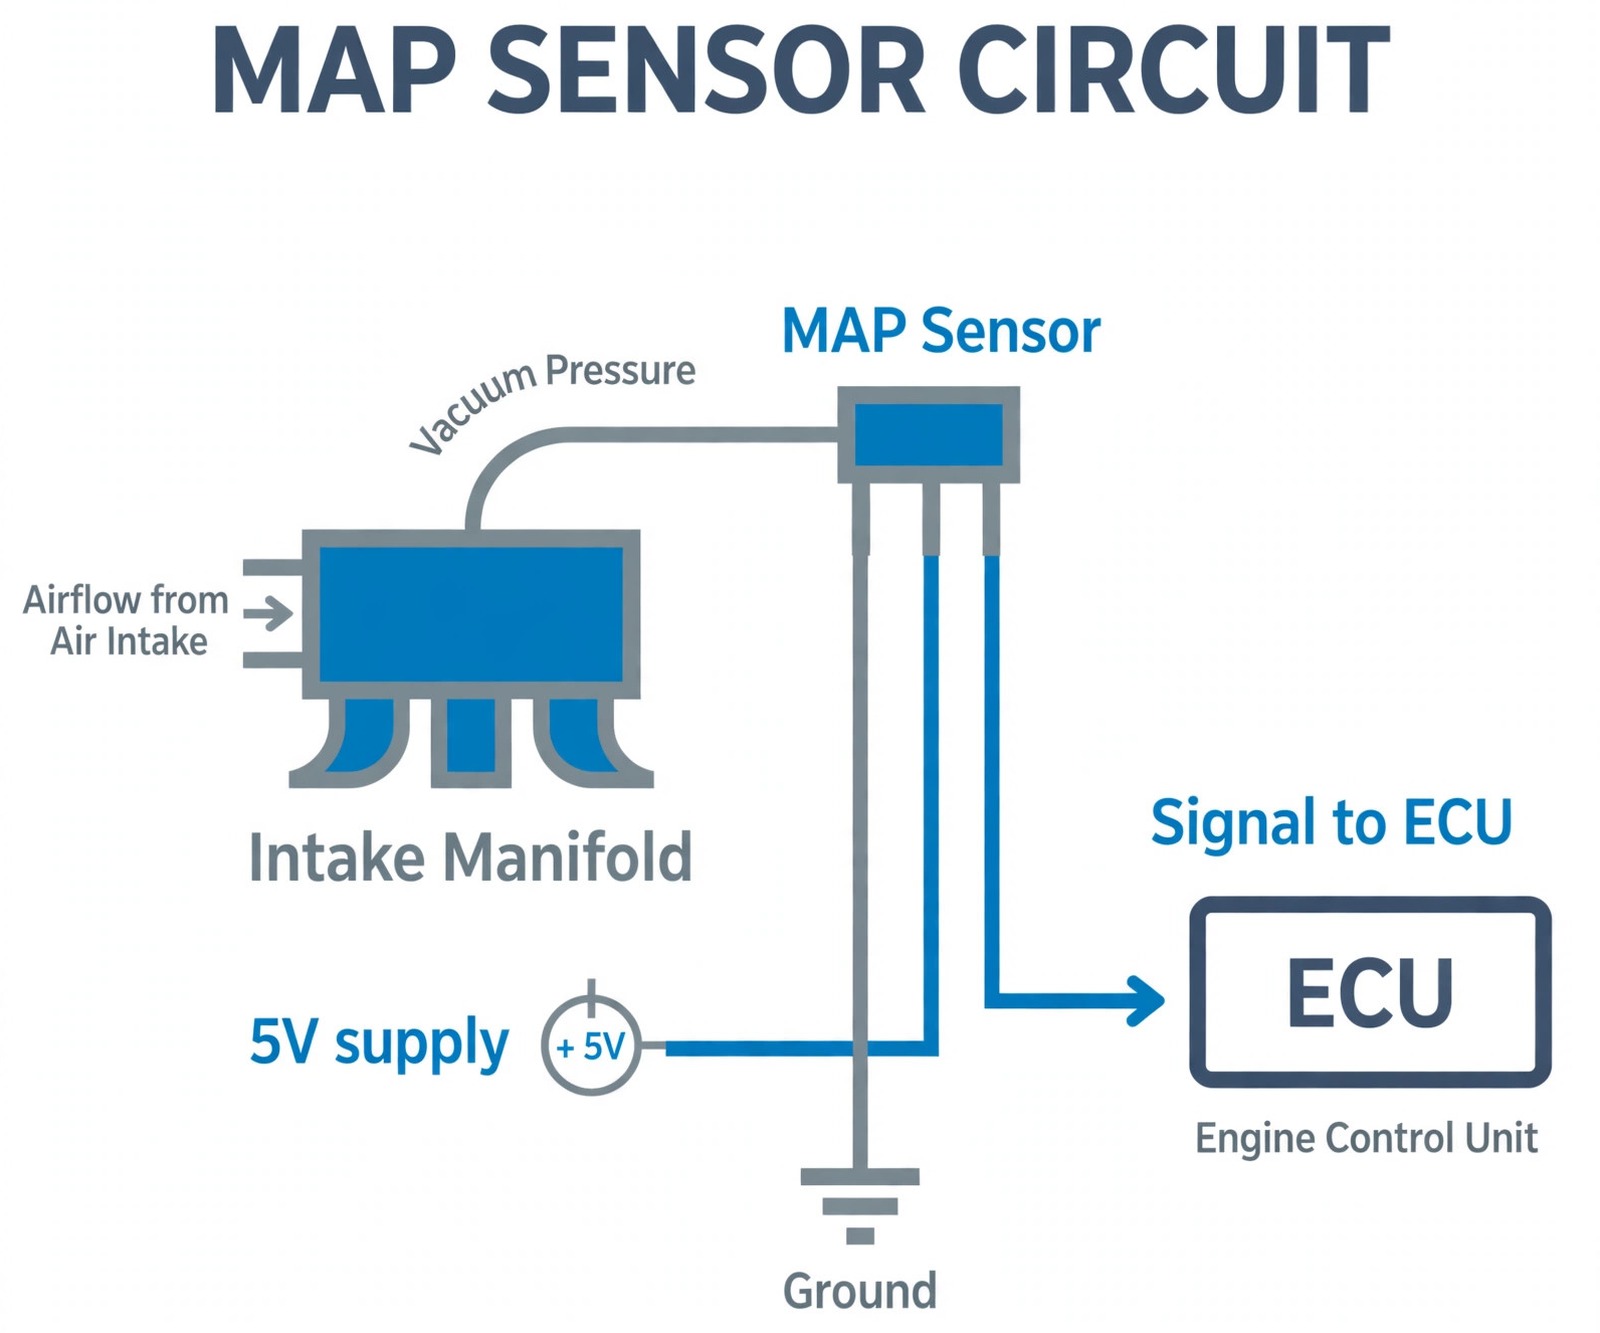 MAP SENSOR CIRCUIT
MAP Sensor
Vacuum Pressure
Airflow from
Air Intake
Intake Manifold
Signal to ECU
ECU
5V supply
+ 5V
Engine Control Unit
Ground